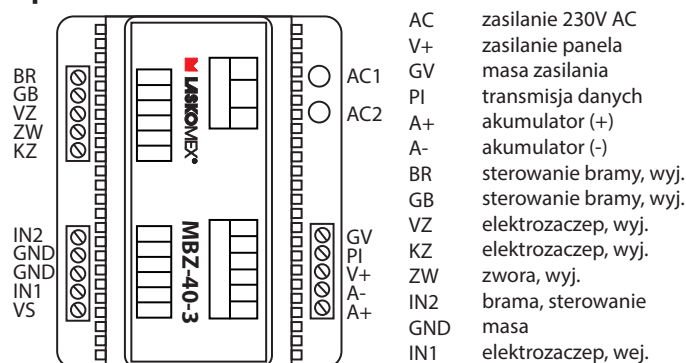 BR
GB
VZ
ZW
KZ
IN2
GND
GND
IN1
VS
LASKOMEX®
MBZ-40-3
AC1
AC2
GV
PI
V+
A-
A+
AC zasilanie 230V AC
V+ zasilanie panela
GV masa zasilania
PI transmisja danych
A+ akumulator (+)
A- akumulator (-)
BR sterowanie bramy, wyj.
GB sterowanie bramy, wyj.
VZ elektrozaczep, wyj.
KZ elektrozaczep, wyj.
ZW zwora, wyj.
IN2 brama, sterowanie
GND masa
IN1 elektrozaczep, wej.